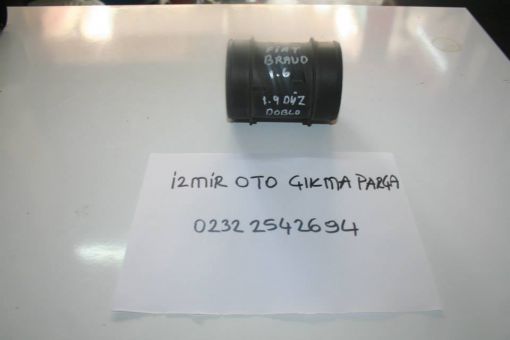 FIAT
BRAVO
1.6
1.9 DÜZ
DOBLO
İZMİR OTO ÇIKMA PARÇA
0232 2542694